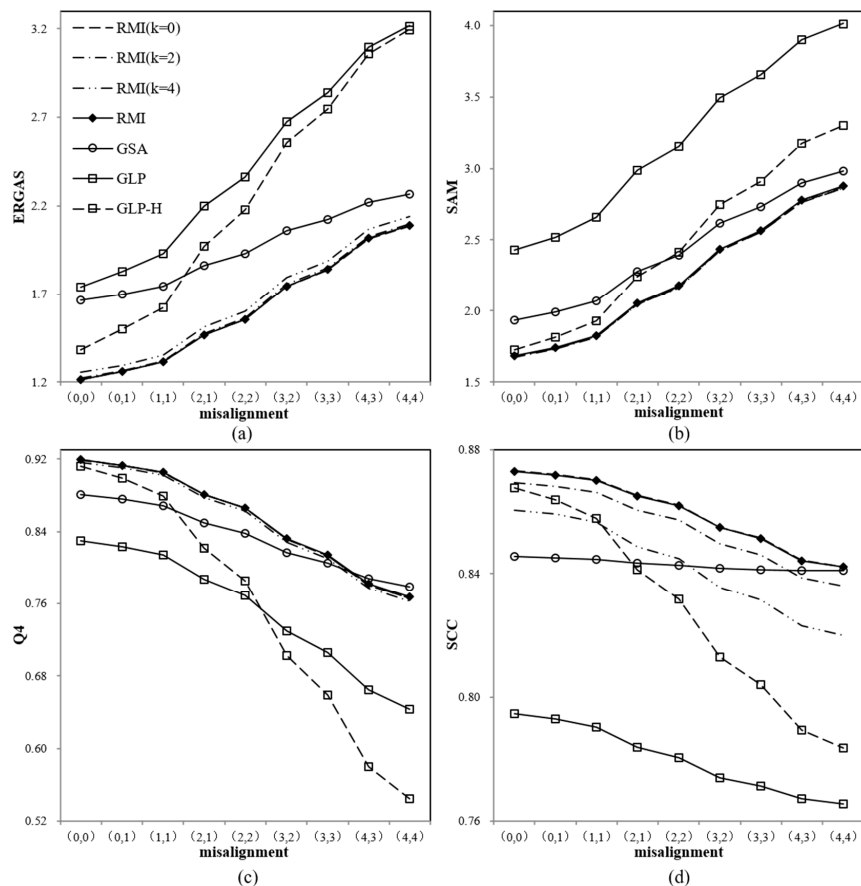 3.2
2.7
2.2
1.7
1.2
ERGAS
RMI(k=0)
RMI(k=2)
RMI(k=4)
RMI
GSA
GLP
GLP-H
(0,0) (0,1) (1,1) (2,1) (2,2) (3,2) (3,3) (4,3) (4,4)
misalignment
(a)
4.0
3.5
3.0
2.5
2.0
1.5
SAM
(0,0) (0,1) (1,1) (2,1) (2,2) (3,2) (3,3) (4,3) (4,4)
misalignment
(b)
0.92
0.84
0.76
0.68
0.60
0.52
Q4
(0,0) (0,1) (1,1) (2,1) (2,2) (3,2) (3,3) (4,3) (4,4)
misalignment
(c)
0.88
0.84
0.80
0.76
SCC
(0,0) (0,1) (1,1) (2,1) (2,2) (3,2) (3,3) (4,3) (4,4)
misalignment
(d)